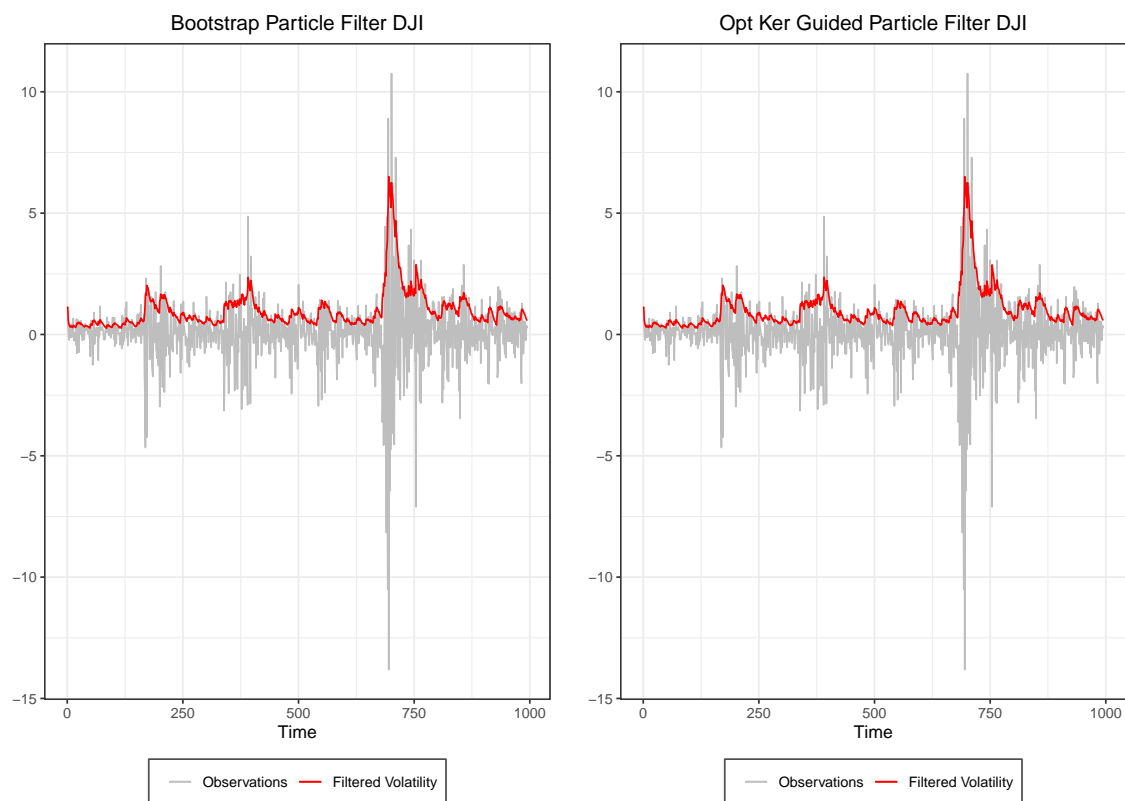 Bootstrap Particle Filter DJI
10
5
0
−5
−10
−15
0 250 500 750 1000
Time
Observations Filtered Volatility
Opt Ker Guided Particle Filter DJI
10
5
0
−5
−10
−15
0 250 500 750 1000
Time
Observations Filtered Volatility